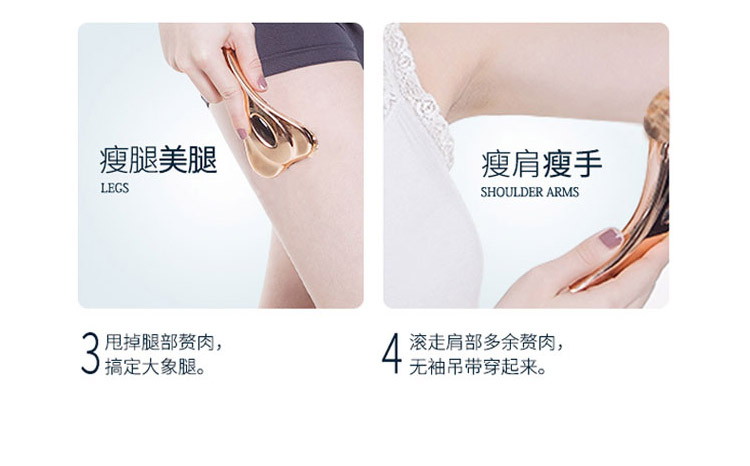 瘦腿美腿
LEGS
瘦肩瘦手
SHOULDER ARMS
3 甩掉腿部赘肉，
搞定大象腿。
4 滚走肩部多余赘肉，
无袖吊带穿起来。